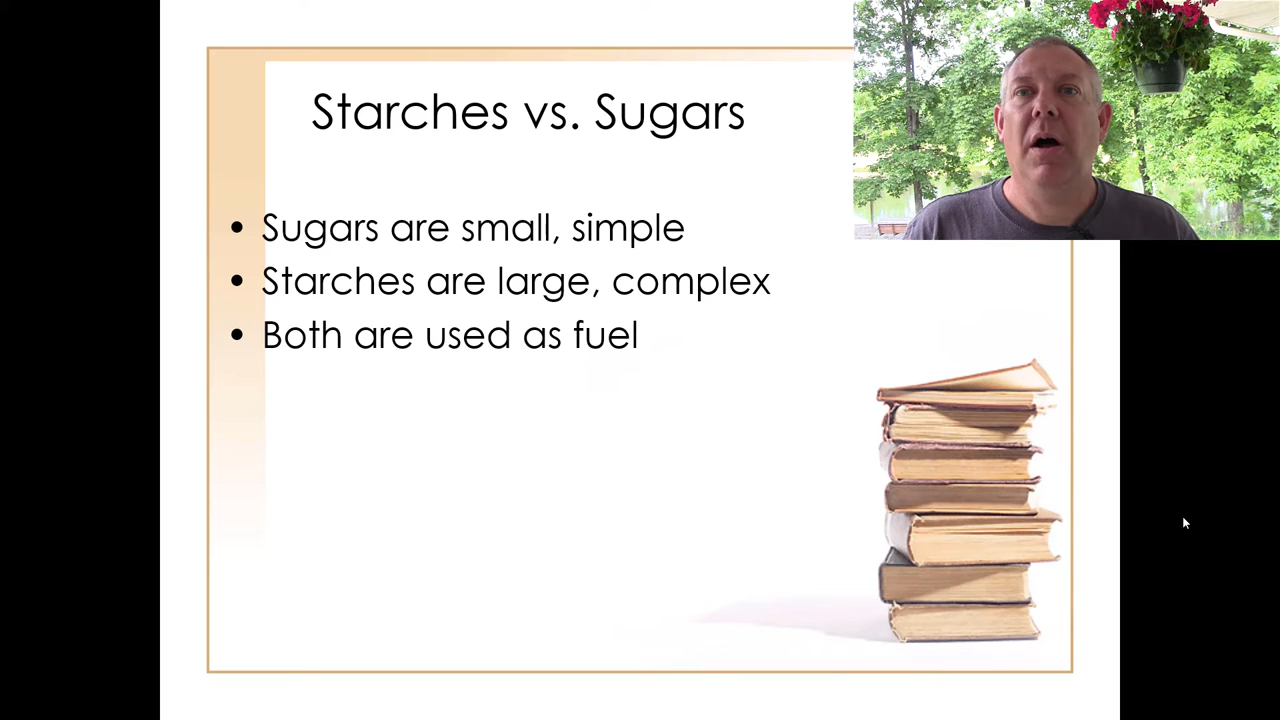 Starches vs. Sugars
• Sugars are small, simple
• Starches are large, complex
• Both are used as fuel